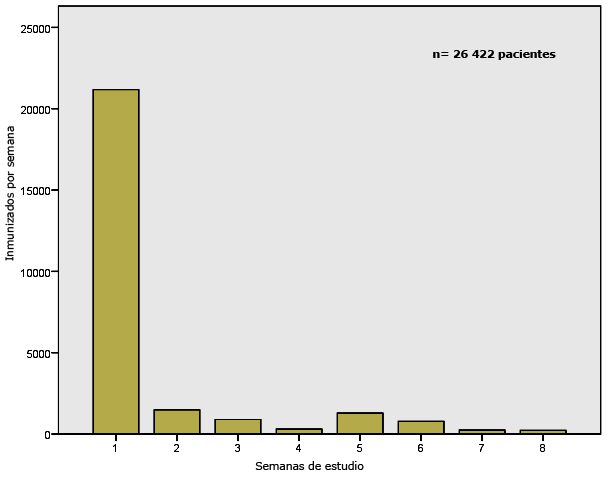 25000
n= 26 422 pacientes
20000
15000
10000
5000
0
Inmunizados por semana
1 2 3 4 5 6 7 8
Semanas de estudio